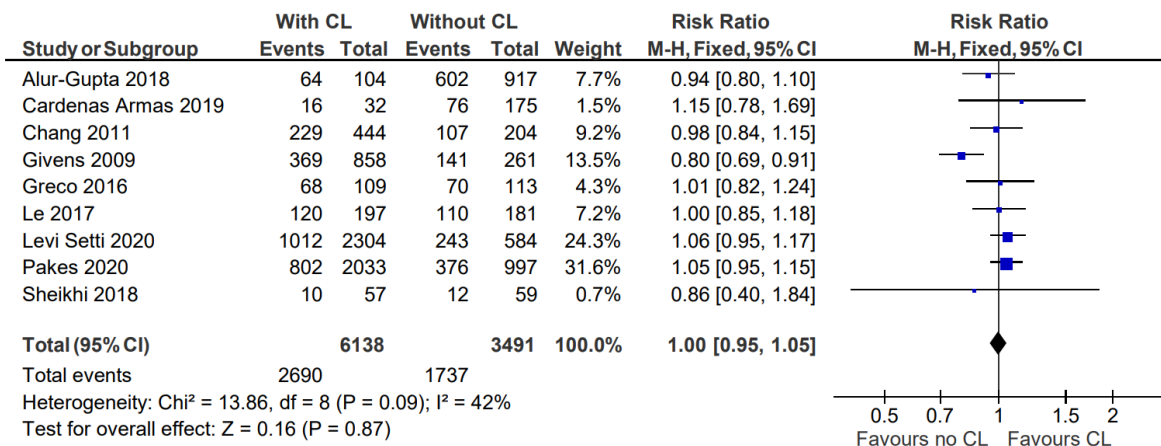 With CL Without CL Risk Ratio Risk Ratio
Study or Subgroup Events Total Events Total Weight M-H, Fixed, 95% CI M-H, Fixed, 95% CI
Alur-Gupta 2018 64 104 602 917 7.7% 0.94 [0.80, 1.10]
Cardenas Armas 2019 16 32 76 175 1.5% 1.15 [0.78, 1.69]
Chang 2011 229 444 107 204 9.2% 0.98 [0.84, 1.15]
Givens 2009 369 858 141 261 13.5% 0.80 [0.69, 0.91]
Greco 2016 68 109 70 113 4.3% 1.01 [0.82, 1.24]
Le 2017 120 197 110 181 7.2% 1.00 [0.85, 1.18]
Levi Setti 2020 1012 2304 243 584 24.3% 1.06 [0.95, 1.17]
Pakes 2020 802 2033 376 997 31.6% 1.05 [0.95, 1.15]
Sheikhi 2018 10 57 12 59 0.7% 0.86 [0.40, 1.84]
Total (95% CI) 6138 3491 100.0% 1.00 [0.95, 1.05]
Total events 2690 1737
Heterogeneity: Chi² = 13.86, df = 8 (P = 0.09); I² = 42%
Test for overall effect: Z = 0.16 (P = 0.87)
0.5 0.7 1 1.5 2
Favours no CL Favours CL